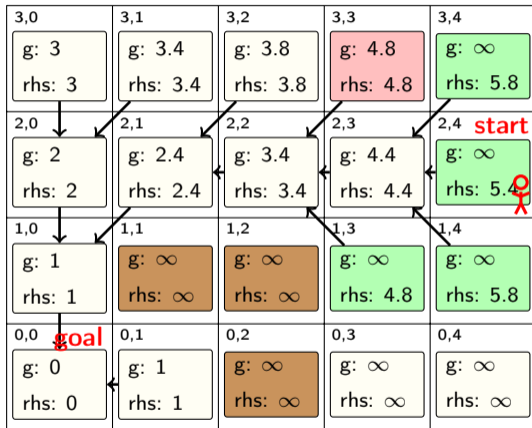 3,0 3,1 3,2 3,3 3,4
g: 3 g: 3.4 g: 3.8 g: 4.8 g: ∞
rhs: 3 rhs: 3.4 rhs: 3.8 rhs: 4.8 rhs: 5.8
2,0 2,1 2,2 2,3 2,4 start
g: 2 g: 2.4 g: 3.4 g: 4.4 g: ∞
rhs: 2 rhs: 2.4 rhs: 3.4 rhs: 4.4 rhs: 5.4
1,0 1,1 1,2 1,3 1,4
g: 1 g: ∞ g: ∞ g: ∞ g: ∞
rhs: 1 rhs: ∞ rhs: ∞ rhs: 4.8 rhs: 5.8
0,0 goal 0,1 0,2 0,3 0,4
g: 0 g: 1 g: ∞ g: ∞ g: ∞
rhs: 0 rhs: 1 rhs: ∞ rhs: ∞ rhs: ∞